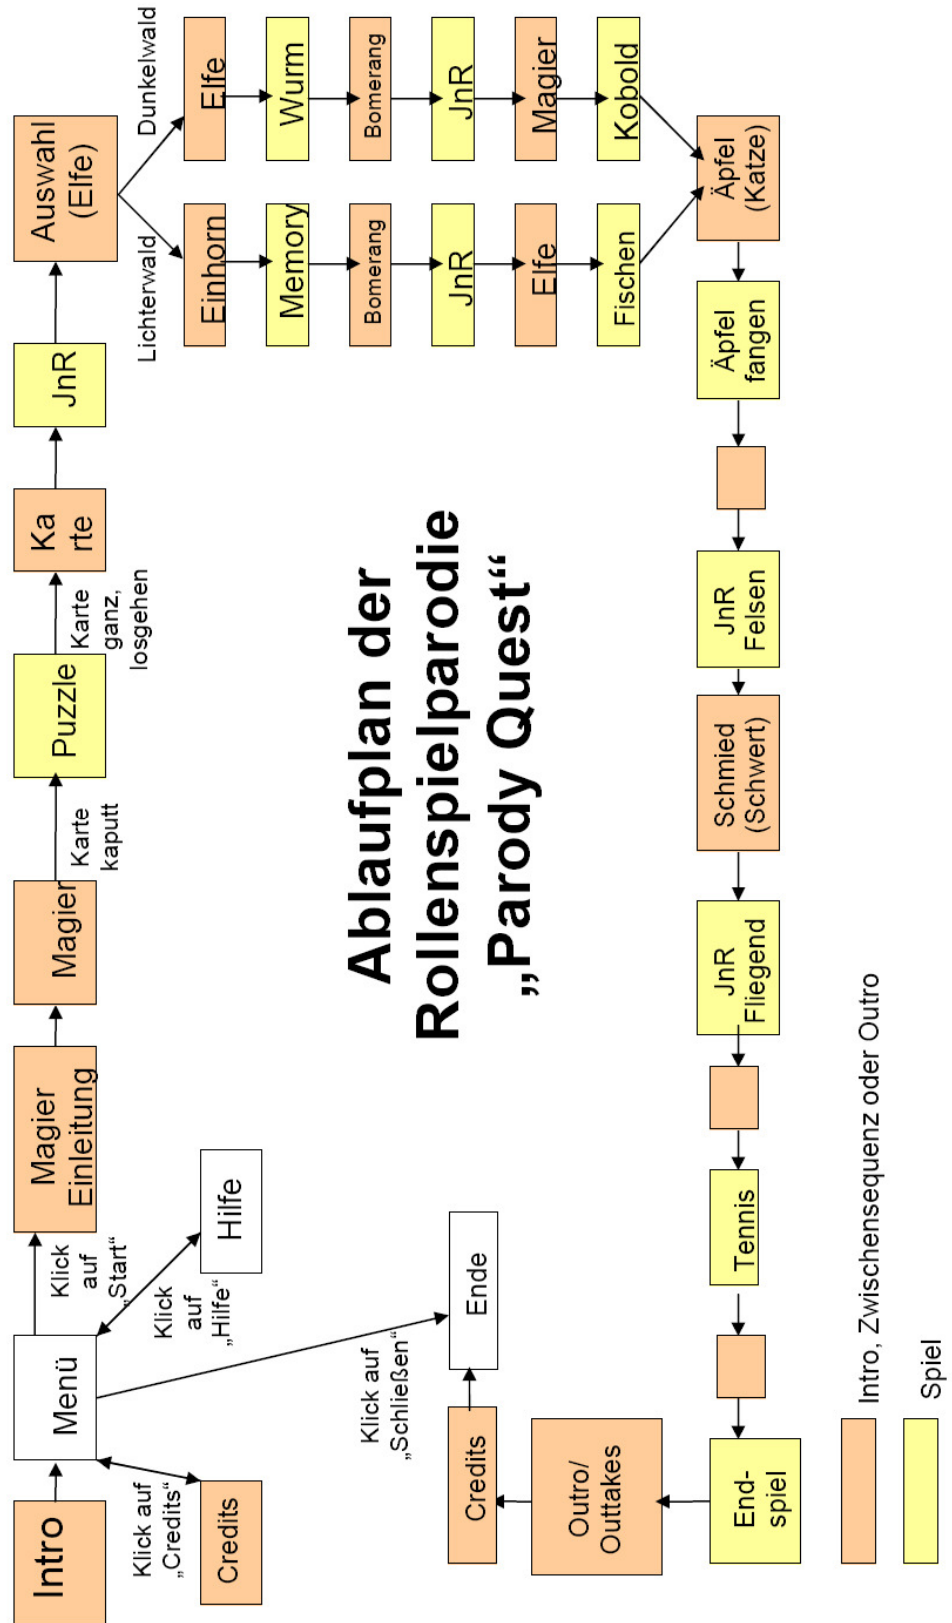 Intro
Menü
Klick
auf
„Start“
Magier
Einleitung
Magier
Karte
kaputt
Puzzle
Karte
ganz,
losgehen
Ka
rte
JnR
Auswahl
(Elfe)
Klick auf
„Credits“
Credits
Klick
auf
„Hilfe“
Hilfe
Klick auf
„Schließen“
Ende
Lichterwald
Einhorn
Memory
Bomerang
JnR
Elfe
Fischen
Dunkelwald
Elfe
Wurm
Bomerang
JnR
Magier
Kobold
Ablaufplan der
Rollenspielparodie
„Parody Quest“
Äpfel
(Katze)
Äpfel
fangen
JnR
Felsen
Schmied
(Schwert)
JnR
Fliegend
Tennis
End-
spiel
Outro/
Outtakes
Credits
Intro, Zwischensequenz oder Outro
Spiel